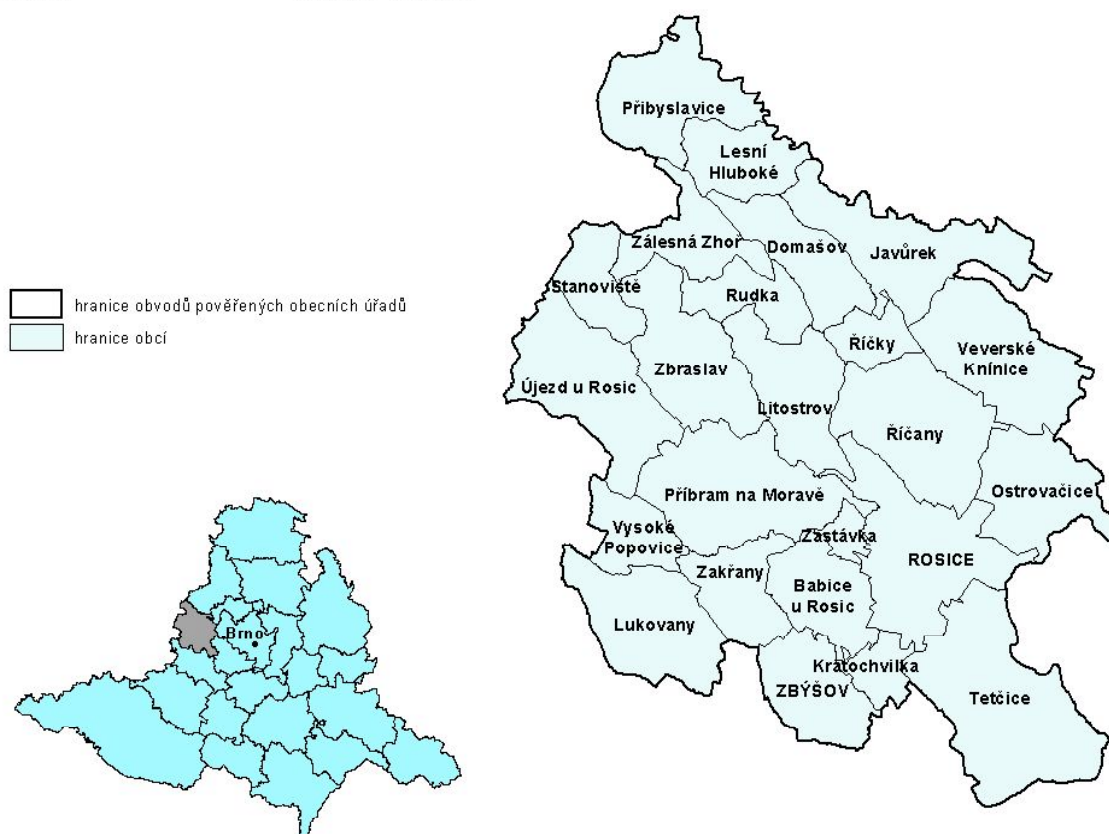 Přibyslavice
Lesní
Hluboké
Zálesná Zhoř
Domašov
Javůrek
Stanoviště
Rudka
hranice obvodů pověřených obecních úřadů
hranice obcí
Říčky
Veverské
Knínice
Zbraslav
Újezd u Rosic
Litostrov
Říčany
Příbram na Moravě
Ostrovačice
Vysoké
Popovice
Zastávka
ROSICE
Zakřany
Babice
u Rosic
Lukovany
Brno
Kratochvilka
ZBÝŠOV
Tetčice